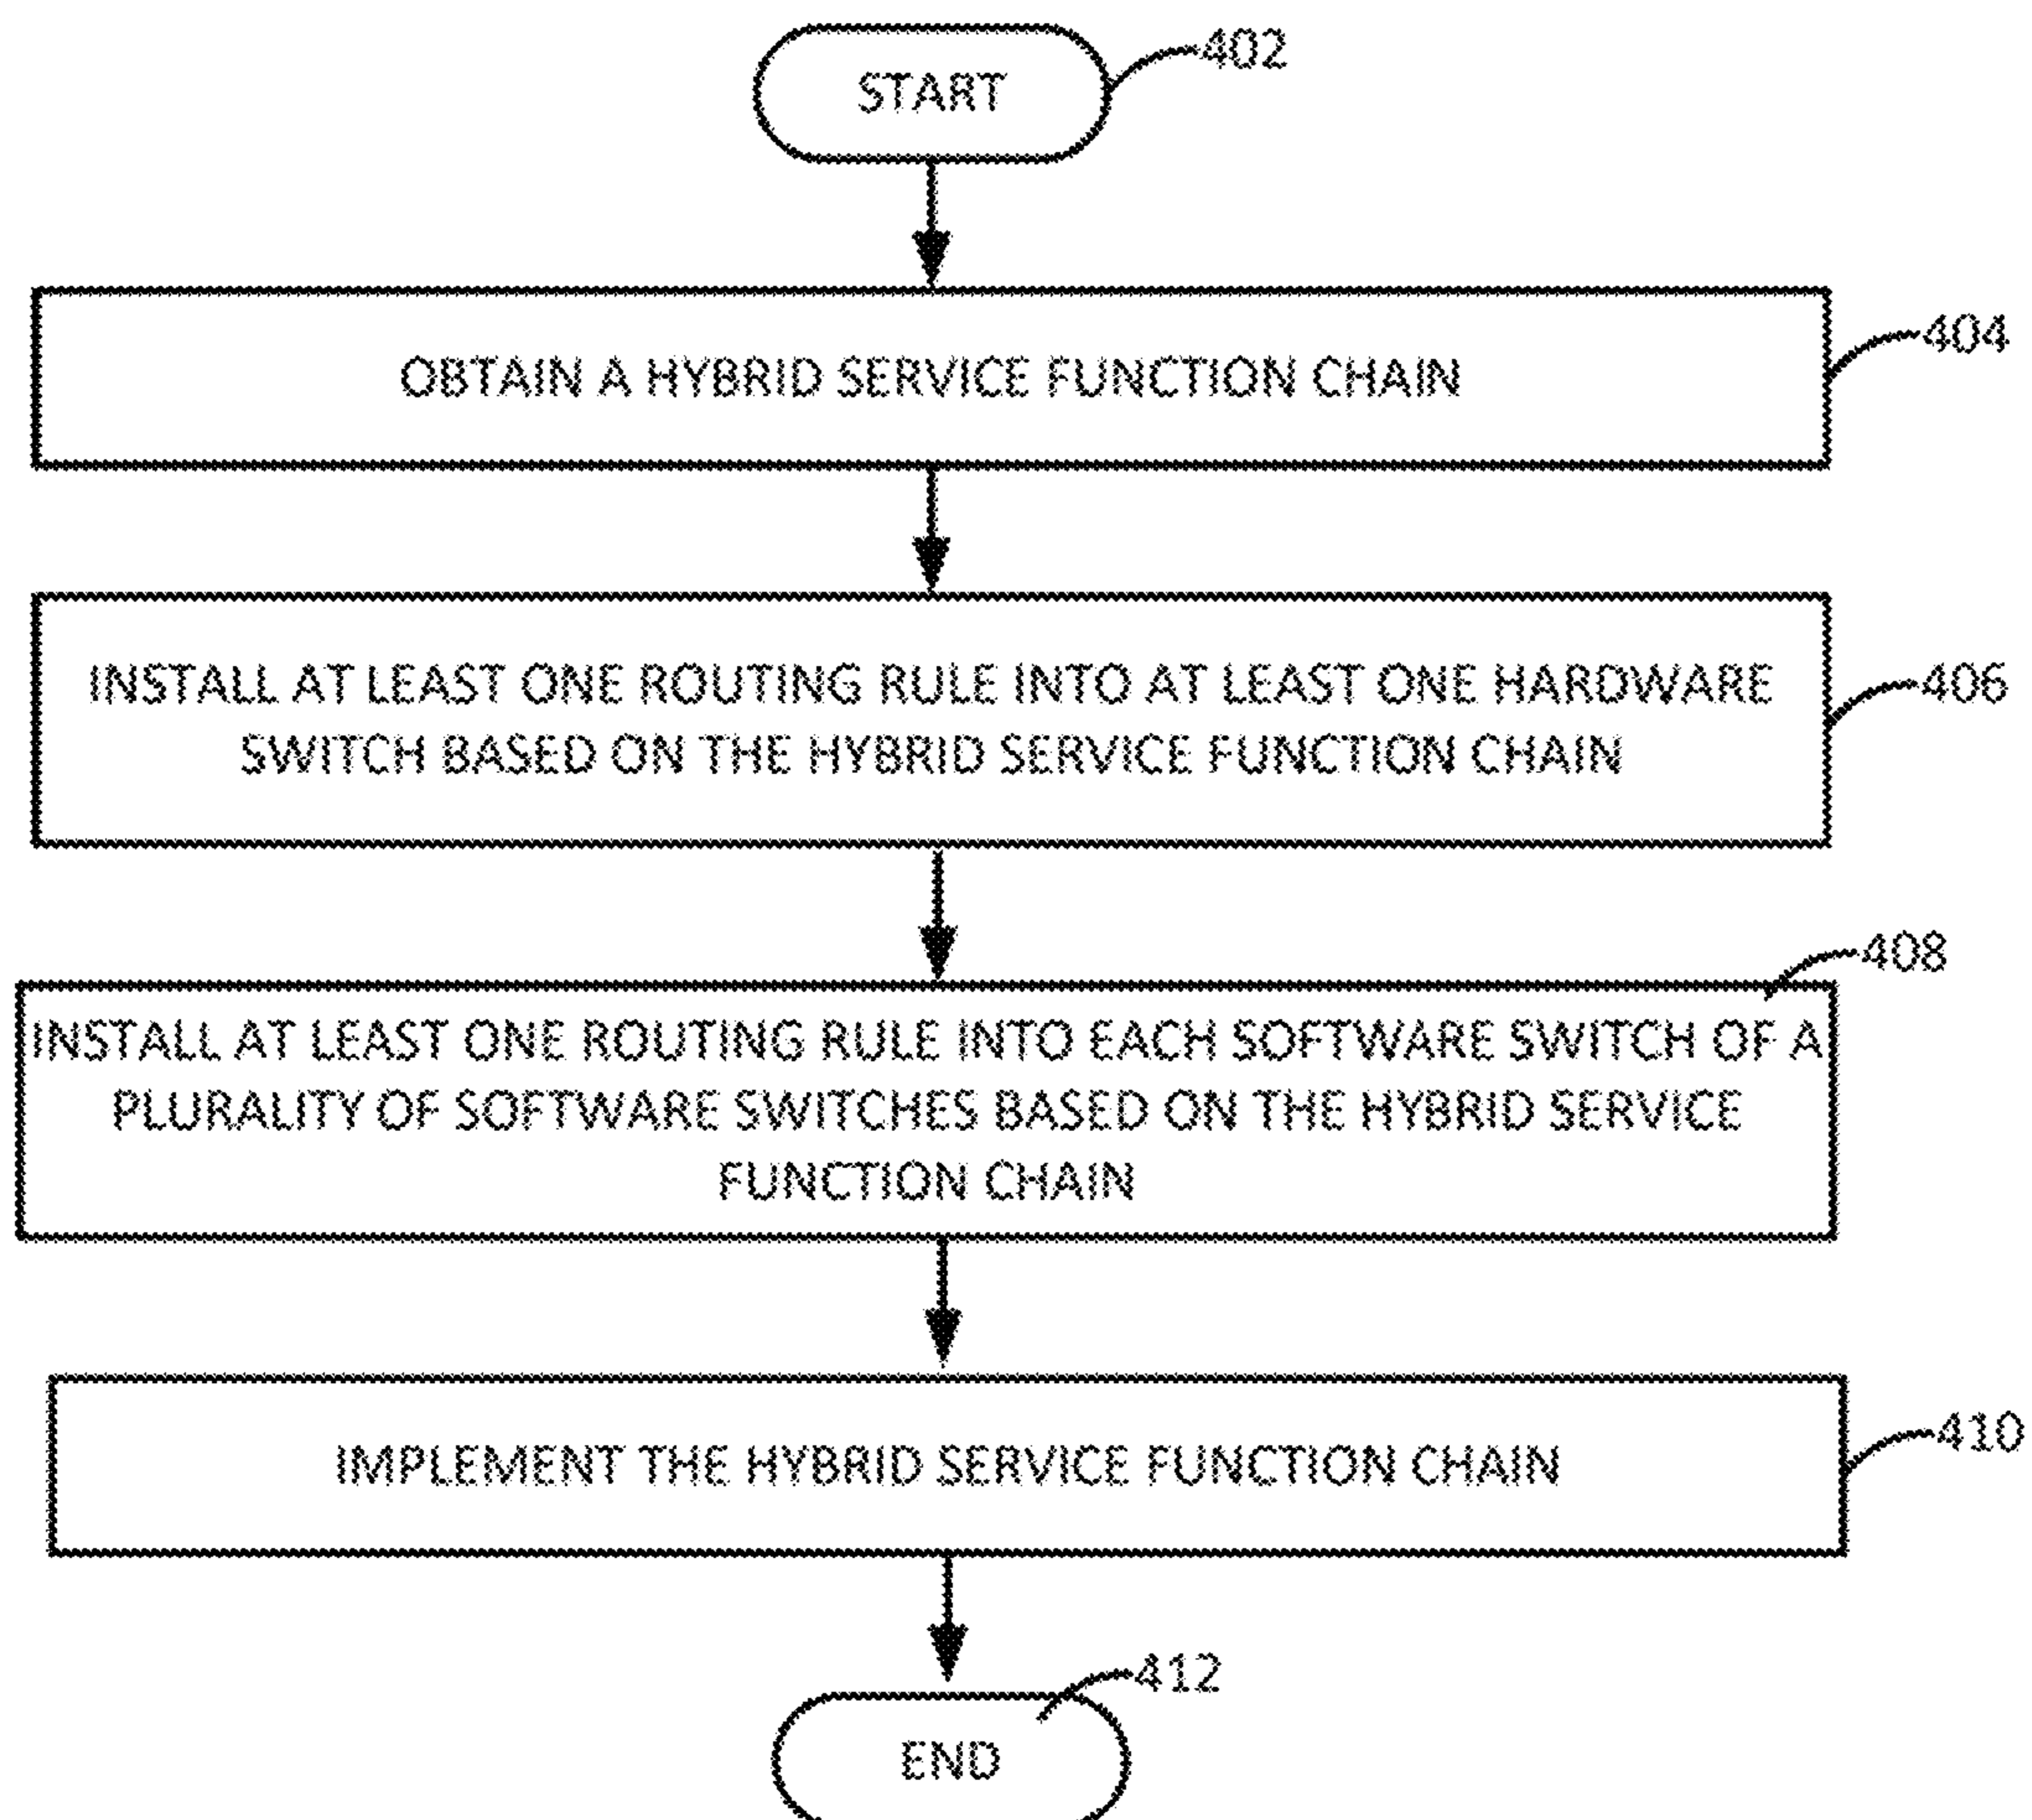 START
402
OBTAIN A HYBRID SERVICE FUNCTION CHAIN
404
INSTALL AT LEAST ONE ROUTING RULE INTO AT LEAST ONE HARDWARE
SWITCH BASED ON THE HYBRID SERVICE FUNCTION CHAIN
406
408
INSTALL AT LEAST ONE ROUTING RULE INTO EACH SOFTWARE SWITCH OF A
PLURALITY OF SOFTWARE SWITCHES BASED ON THE HYBRID SERVICE
FUNCTION CHAIN
IMPLEMENT THE HYBRID SERVICE FUNCTION CHAIN
410
412
END